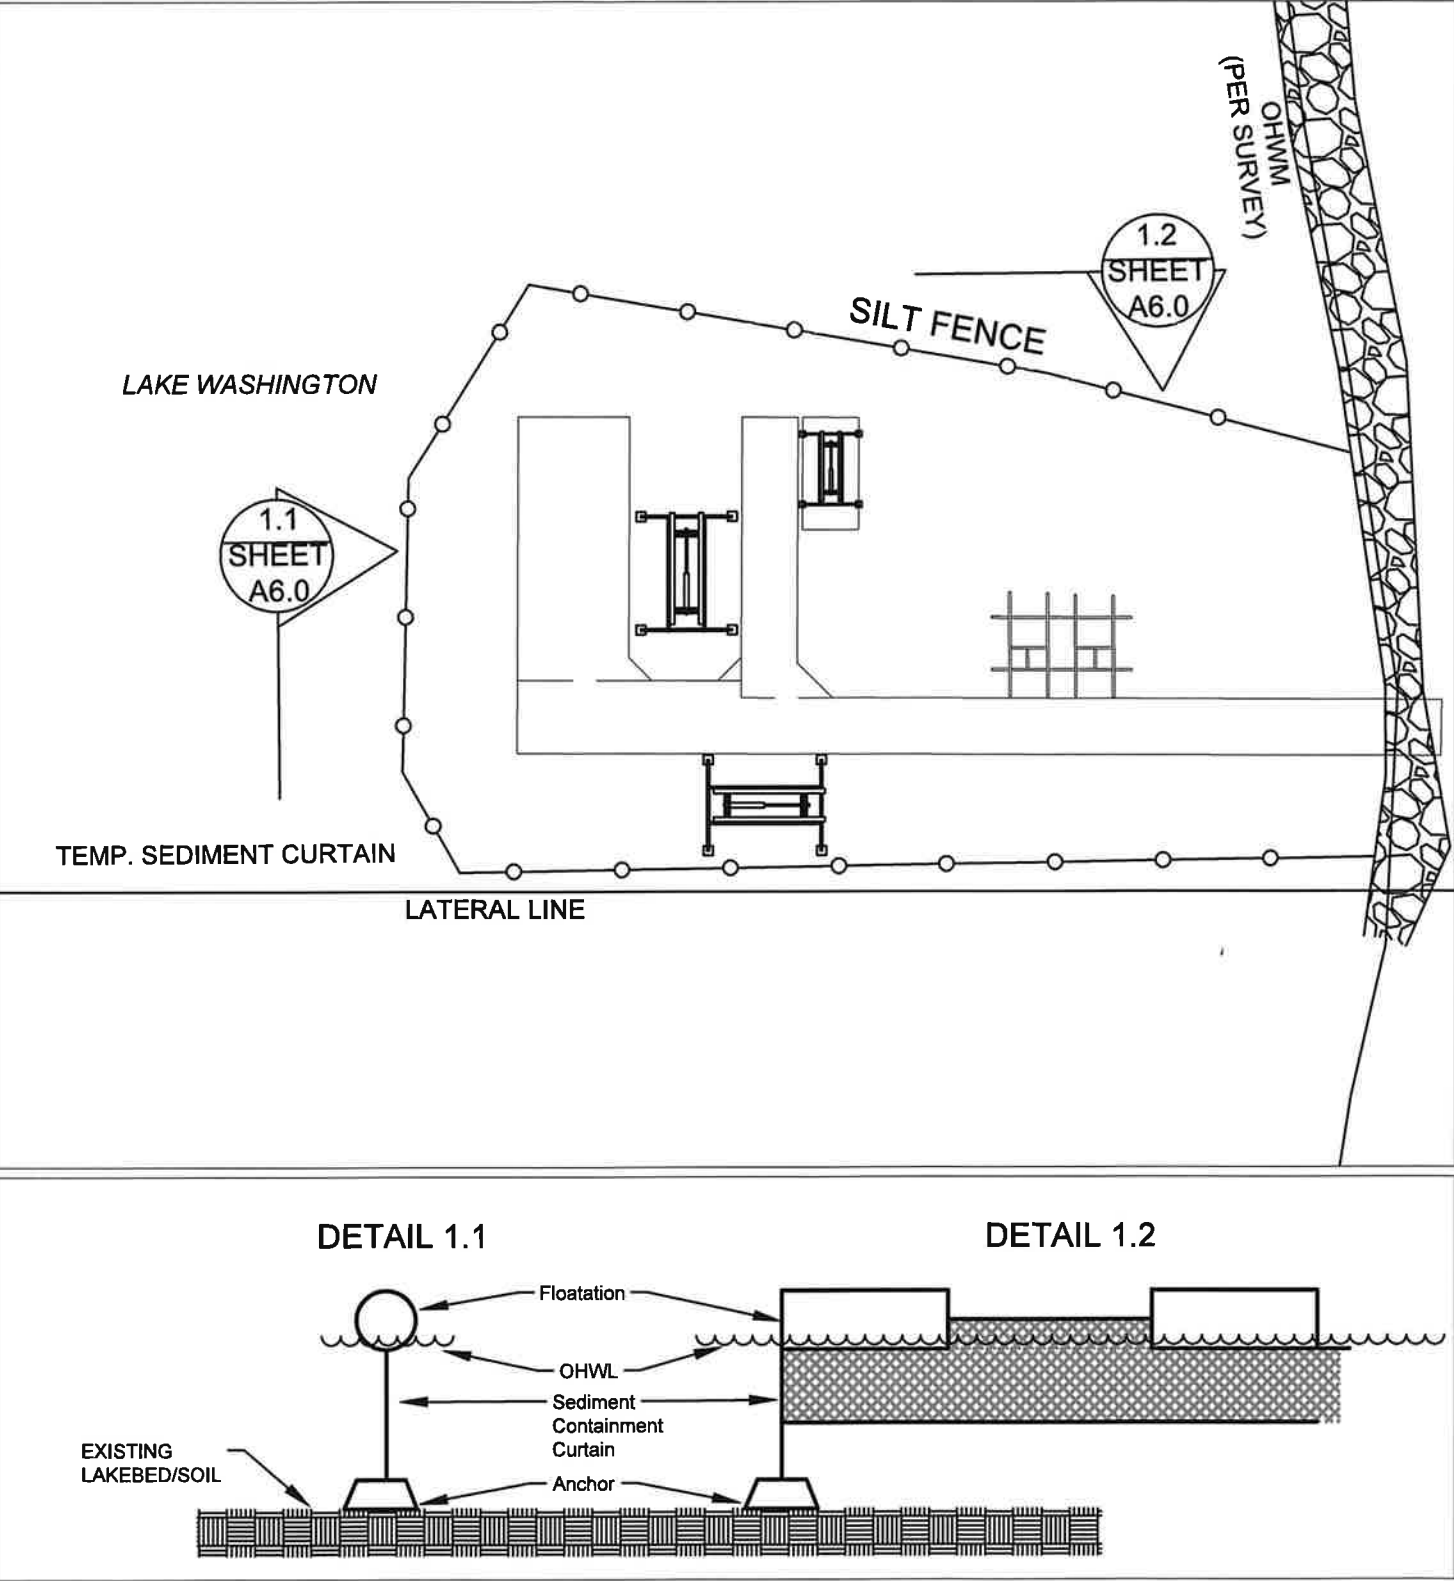 OHWM
(PER SURVEY)
1.2
SHEET
A6.0
SILT FENCE
LAKE WASHINGTON
1.1
SHEET
A6.0
TEMP. SEDIMENT CURTAIN
LATERAL LINE
DETAIL 1.1
DETAIL 1.2
Floatation
OHWL
Sediment
Containment
Curtain
EXISTING
LAKEBED/SOIL
Anchor